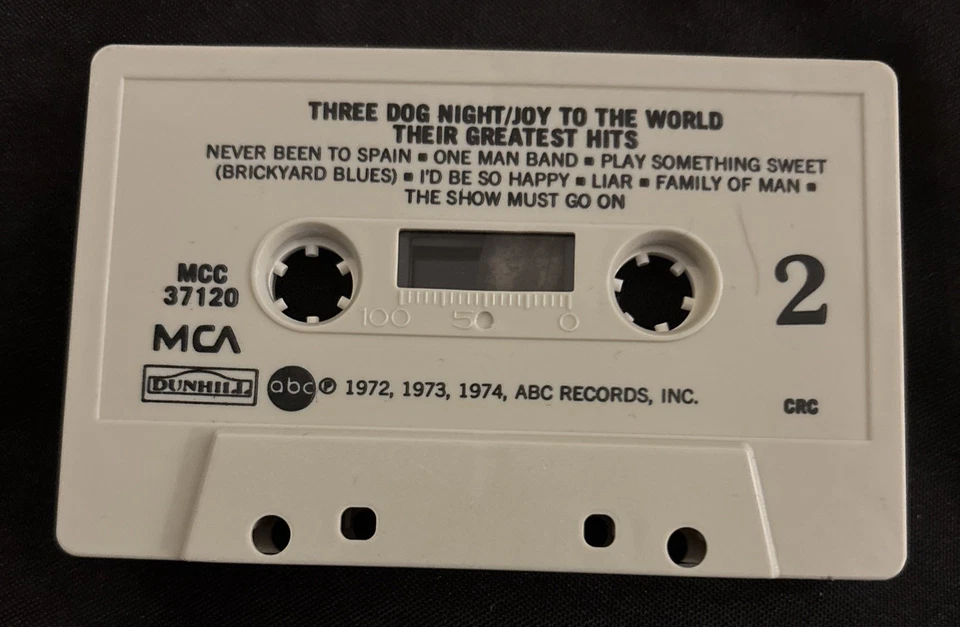 THREE DOG NIGHT/JOY TO THE WORLD
THEIR GREATEST HITS
NEVER BEEN TO SPAIN ▪ ONE MAN BAND ▪ PLAY SOMETHING SWEET
(BRICKYARD BLUES) ▪ I'D BE SO HAPPY ▪ LIAR ▪ FAMILY OF MAN ▪
THE SHOW MUST GO ON
MCC
37120
2
100 50 0
MCA
DUNHILL abc ℗ 1972, 1973, 1974, ABC RECORDS, INC.
CRC